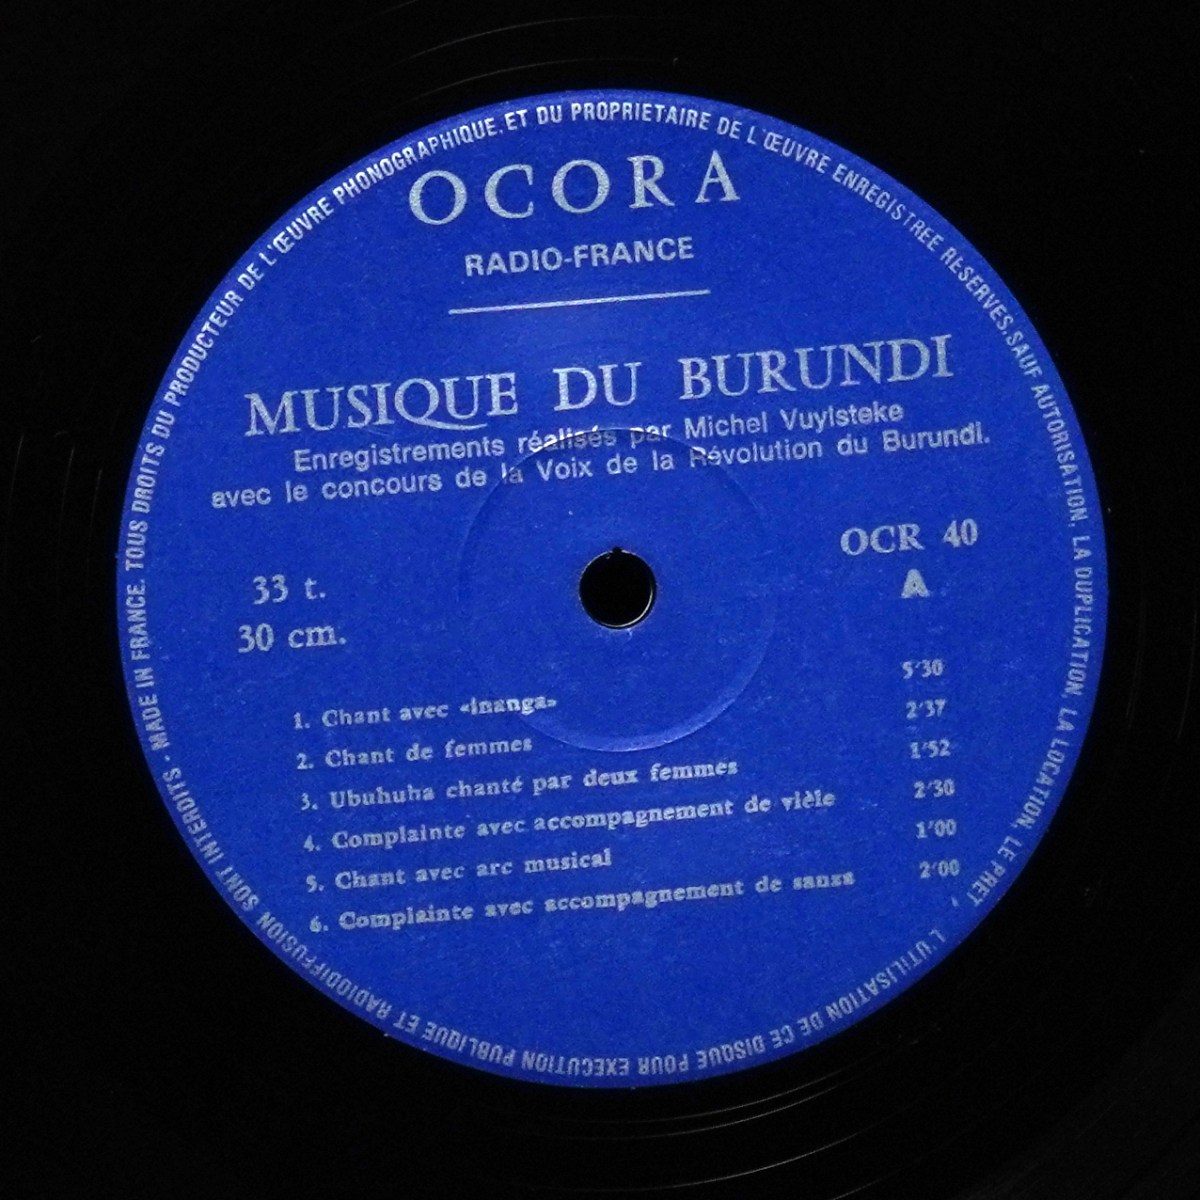 OCORA
RADIO-FRANCE
MUSIQUE DU BURUNDI
Enregistrements réalisés par Michel Vuylsteke
avec le concours de la Voix de la Révolution du Burundi.
OCR 40
A
33 t.
30 cm.
1. Chant avec «inanga» 5'30
2. Chant de femmes 2'37
3. Ubuhuha chanté par deux femmes 1'52
4. Complainte avec accompagnement de vièle 2'30
5. Chant avec arc musical 1'00
6. Complainte avec accompagnement de sanza 2'00
MADE IN FRANCE. TOUS DROITS DU PRODUCTEUR DE L'ŒUVRE PHONOGRAPHIQUE. ET DU PROPRIETAIRE DE L'ŒUVRE ENREGISTREE RESERVES. SAUF AUTORISATION, LA DUPLICATION, LA LOCATION, LE PRET, L'UTILISATION DE CE DISQUE POUR EXECUTION PUBLIQUE ET RADIODIFFUSION SONT INTERDITS -